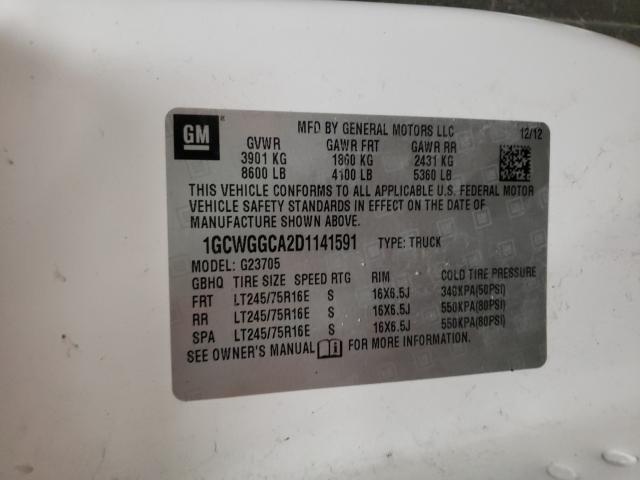 GM
MFD BY GENERAL MOTORS LLC 12/12
GVWR GAWR FRT GAWR RR
3901 KG 1860 KG 2431 KG
8600 LB 4100 LB 5360 LB
THIS VEHICLE CONFORMS TO ALL APPLICABLE U.S. FEDERAL MOTOR
VEHICLE SAFETY STANDARDS IN EFFECT ON THE DATE OF
MANUFACTURE SHOWN ABOVE.
1GCWGGCA2D1141591 TYPE: TRUCK
MODEL: G23705
GBHQ TIRE SIZE SPEED RTG RIM COLD TIRE PRESSURE
FRT LT245/75R16E S 16X6.5J 340KPA(50PSI)
RR LT245/75R16E S 16X6.5J 550KPA(80PSI)
SPA LT245/75R16E S 16X6.5J 550KPA(80PSI)
SEE OWNER'S MANUAL FOR MORE INFORMATION.